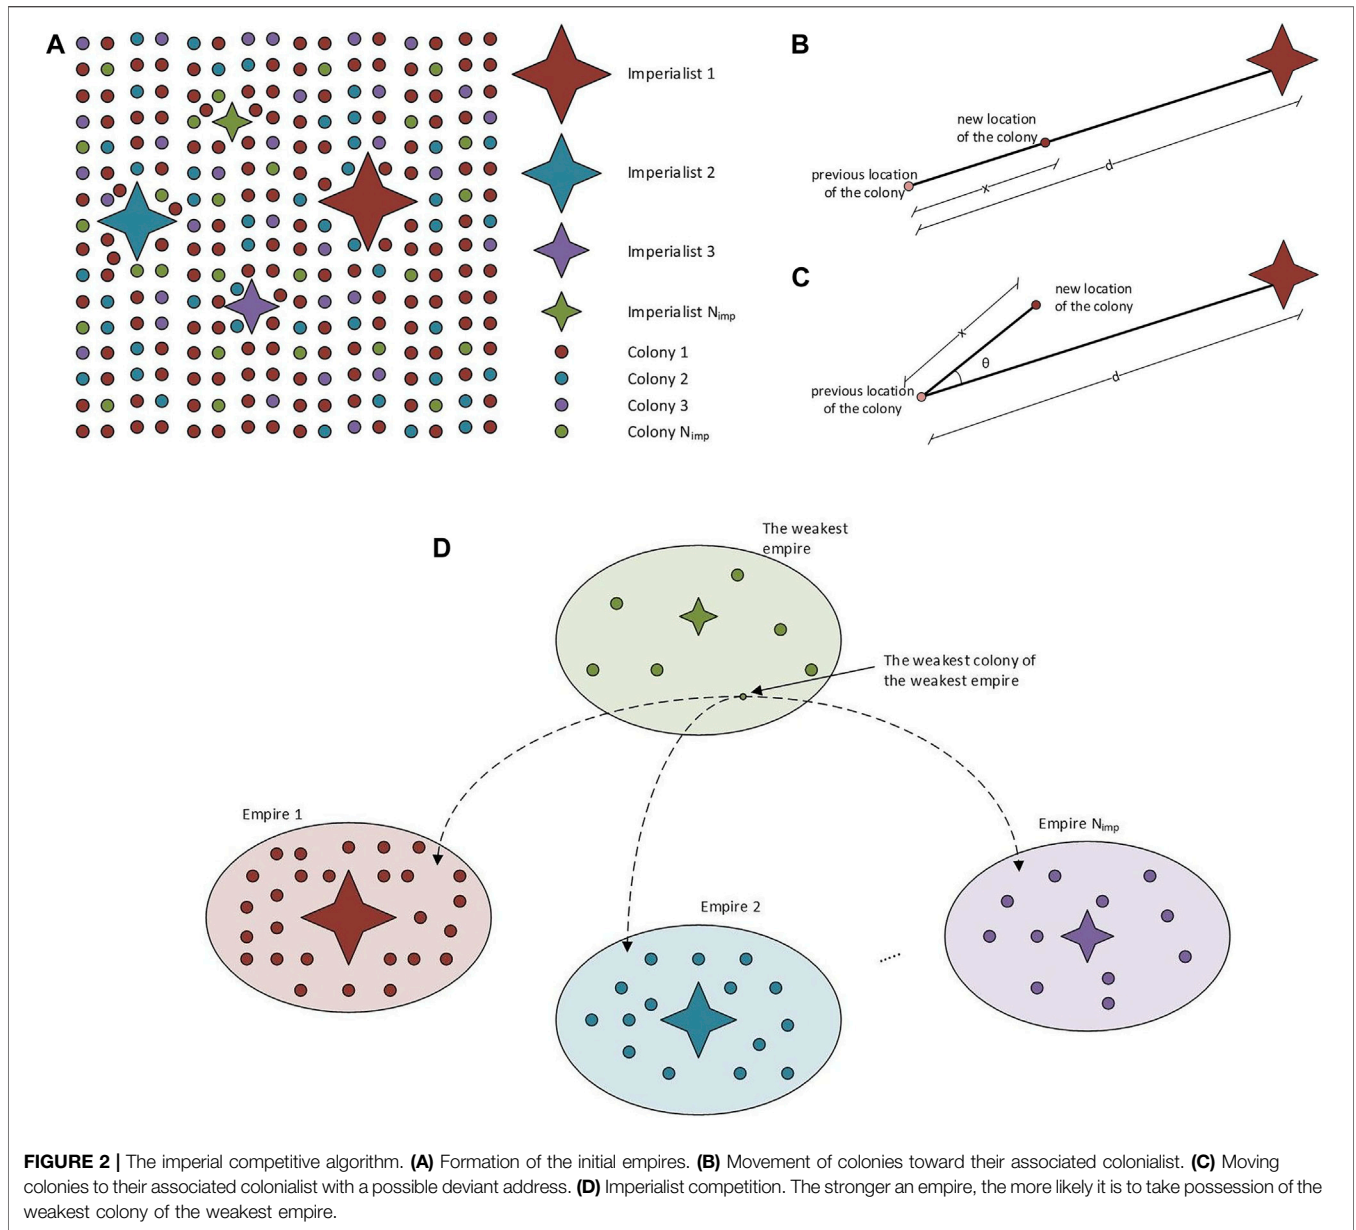 A
Imperialist 1
Imperialist 2
Imperialist 3
Imperialist Nimp
Colony 1
Colony 2
Colony 3
Colony Nimp
B
new location
of the colony
previous location
of the colony
x
d
C
new location
of the colony
x
θ
d
previous location
of the colony
D
The weakest
empire
The weakest colony of
the weakest empire
Empire 1
Empire 2
.....
Empire Nimp
FIGURE 2 | The imperial competitive algorithm. (A) Formation of the initial empires. (B) Movement of colonies toward their associated colonialist. (C) Moving
colonies to their associated colonialist with a possible deviant address. (D) Imperialist competition. The stronger an empire, the more likely it is to take possession of the
weakest colony of the weakest empire.